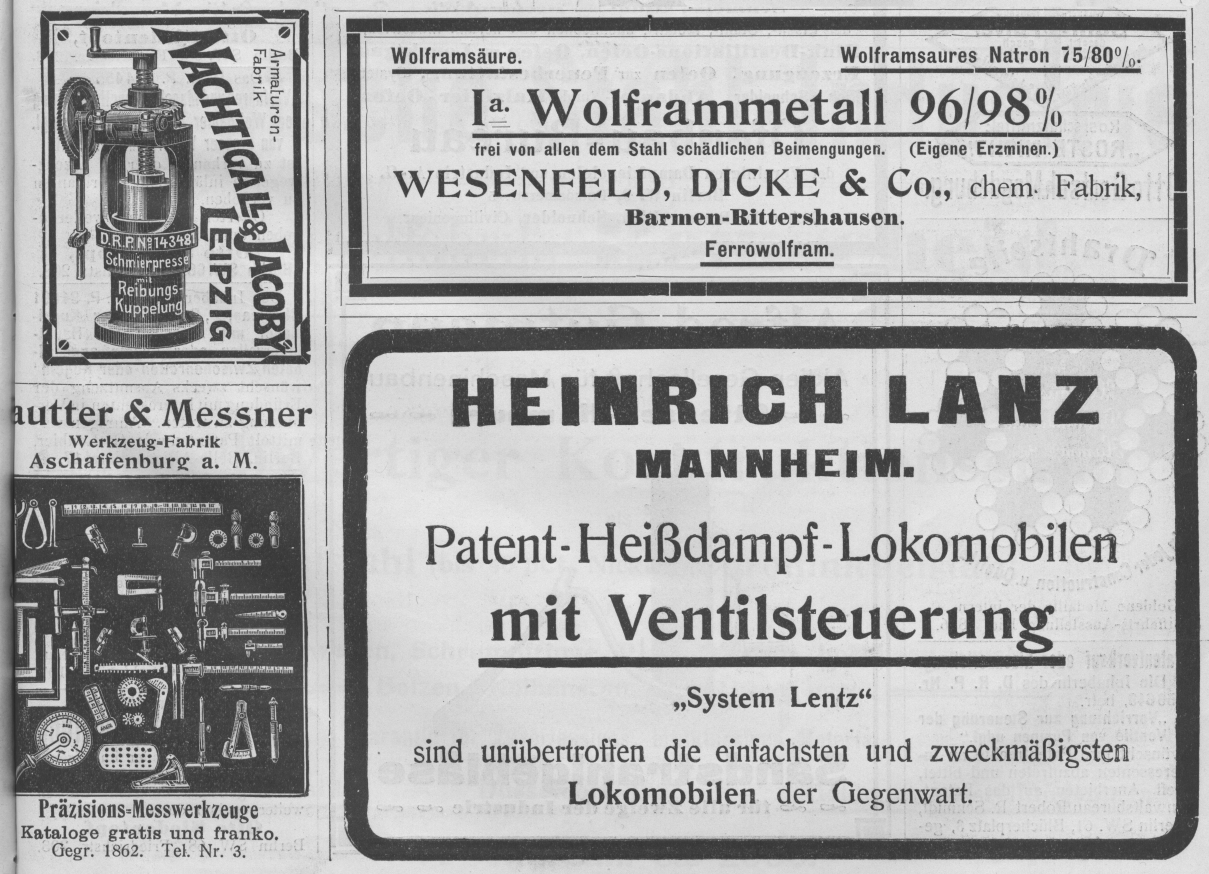 Armaturen-
Fabrik
NACHTIGALL & JACOBY
LEIPZIG
D.R.P. Nº 143481
Schmierpresse
mit
Reibungs-
Kuppelung
autter & Messner
Werkzeug-Fabrik
Aschaffenburg a. M.
Präzisions-Messwerkzeuge
Kataloge gratis und franko.
Gegr. 1862. Tel. Nr. 3.
Wolframsäure. Wolframsaures Natron 75/80%.
Ia. Wolframmetall 96/98%
frei von allen dem Stahl schädlichen Beimengungen. (Eigene Erzminen.)
WESENFELD, DICKE & Co., chem. Fabrik,
Barmen-Rittershausen.
Ferrowolfram.
HEINRICH LANZ
MANNHEIM.
Patent-Heißdampf-Lokomobilen
mit Ventilsteuerung
„System Lentz“
sind unübertroffen die einfachsten und zweckmäßigsten
Lokomobilen der Gegenwart.